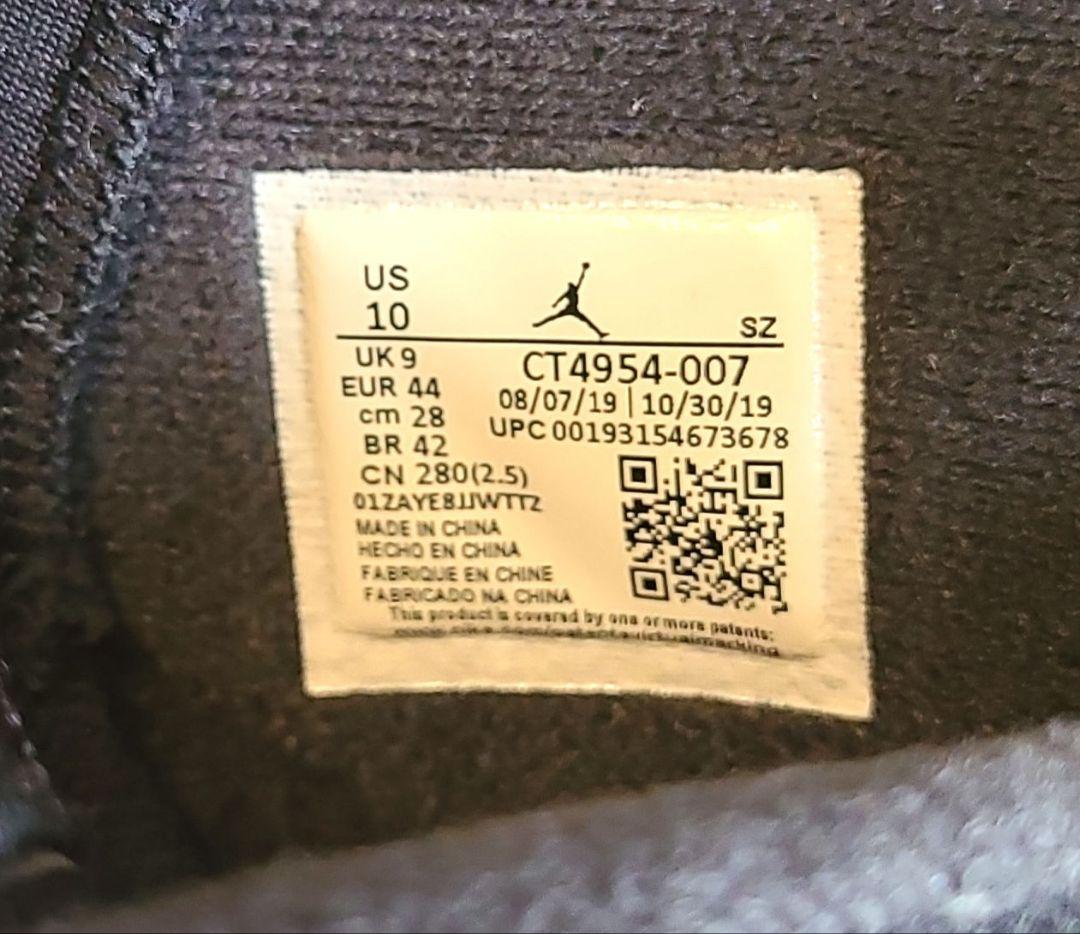 US
10
SZ
UK 9
EUR 44
cm 28
BR 42
CN 280(2.5)
01ZAYE8JJWTTZ
CT4954-007
08/07/19 | 10/30/19
UPC 00193154673678
MADE IN CHINA
HECHO EN CHINA
FABRIQUE EN CHINE
FABRICADO NA CHINA
This product is covered by one or more patents: